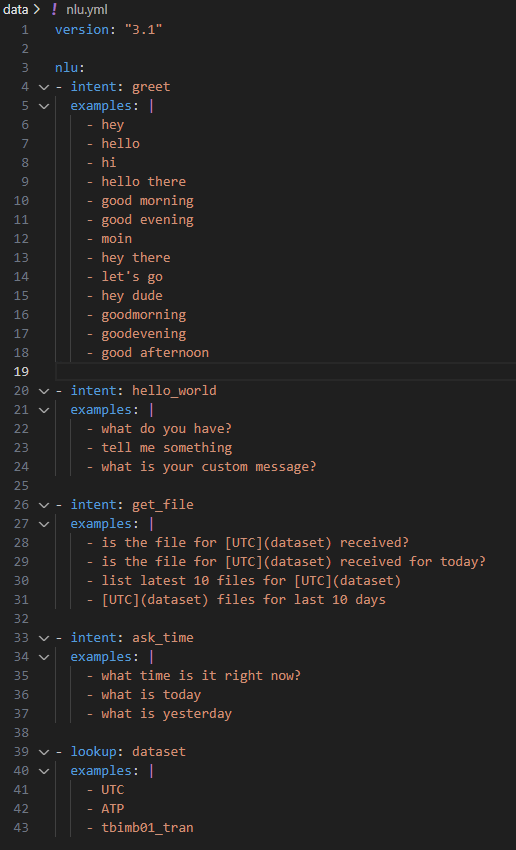 data > ! nlu.yml
1 version: "3.1"
2
3 nlu:
4 - intent: greet
5 examples: |
6 - hey
7 - hello
8 - hi
9 - hello there
10 - good morning
11 - good evening
12 - moin
13 - hey there
14 - let's go
15 - hey dude
16 - goodmorning
17 - goodevening
18 - good afternoon
19
20 - intent: hello_world
21 examples: |
22 - what do you have?
23 - tell me something
24 - what is your custom message?
25
26 - intent: get_file
27 examples: |
28 - is the file for [UTC](dataset) received?
29 - is the file for [UTC](dataset) received for today?
30 - list latest 10 files for [UTC](dataset)
31 - [UTC](dataset) files for last 10 days
32
33 - intent: ask_time
34 examples: |
35 - what time is it right now?
36 - what is today
37 - what is yesterday
38
39 - lookup: dataset
40 examples: |
41 - UTC
42 - ATP
43 - tbimb01_tran